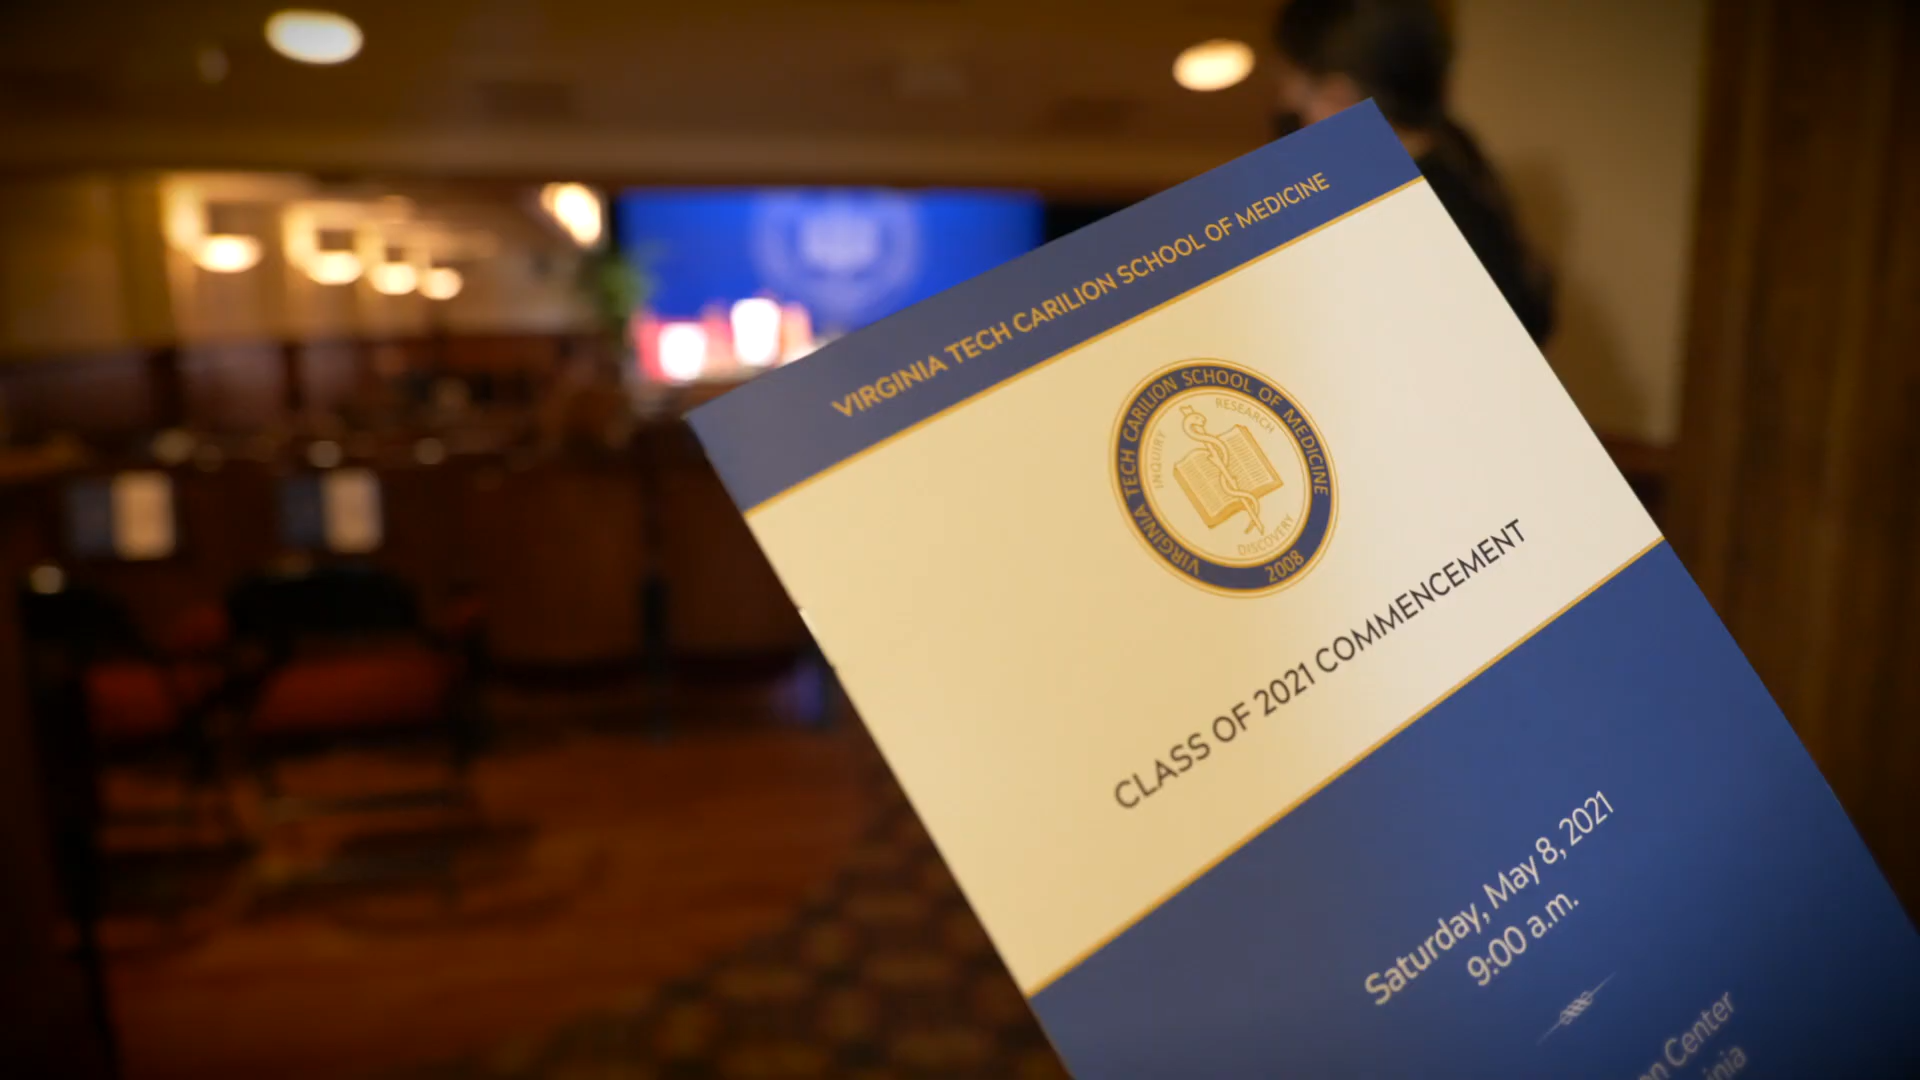 VIRGINIA TECH CARILION SCHOOL OF MEDICINE
VIRGINIA TECH CARILION SCHOOL OF MEDICINE
INQUIRY
RESEARCH
DISCOVERY
2008
CLASS OF 2021 COMMENCEMENT
Saturday, May 8, 2021
9:00 a.m.
Center